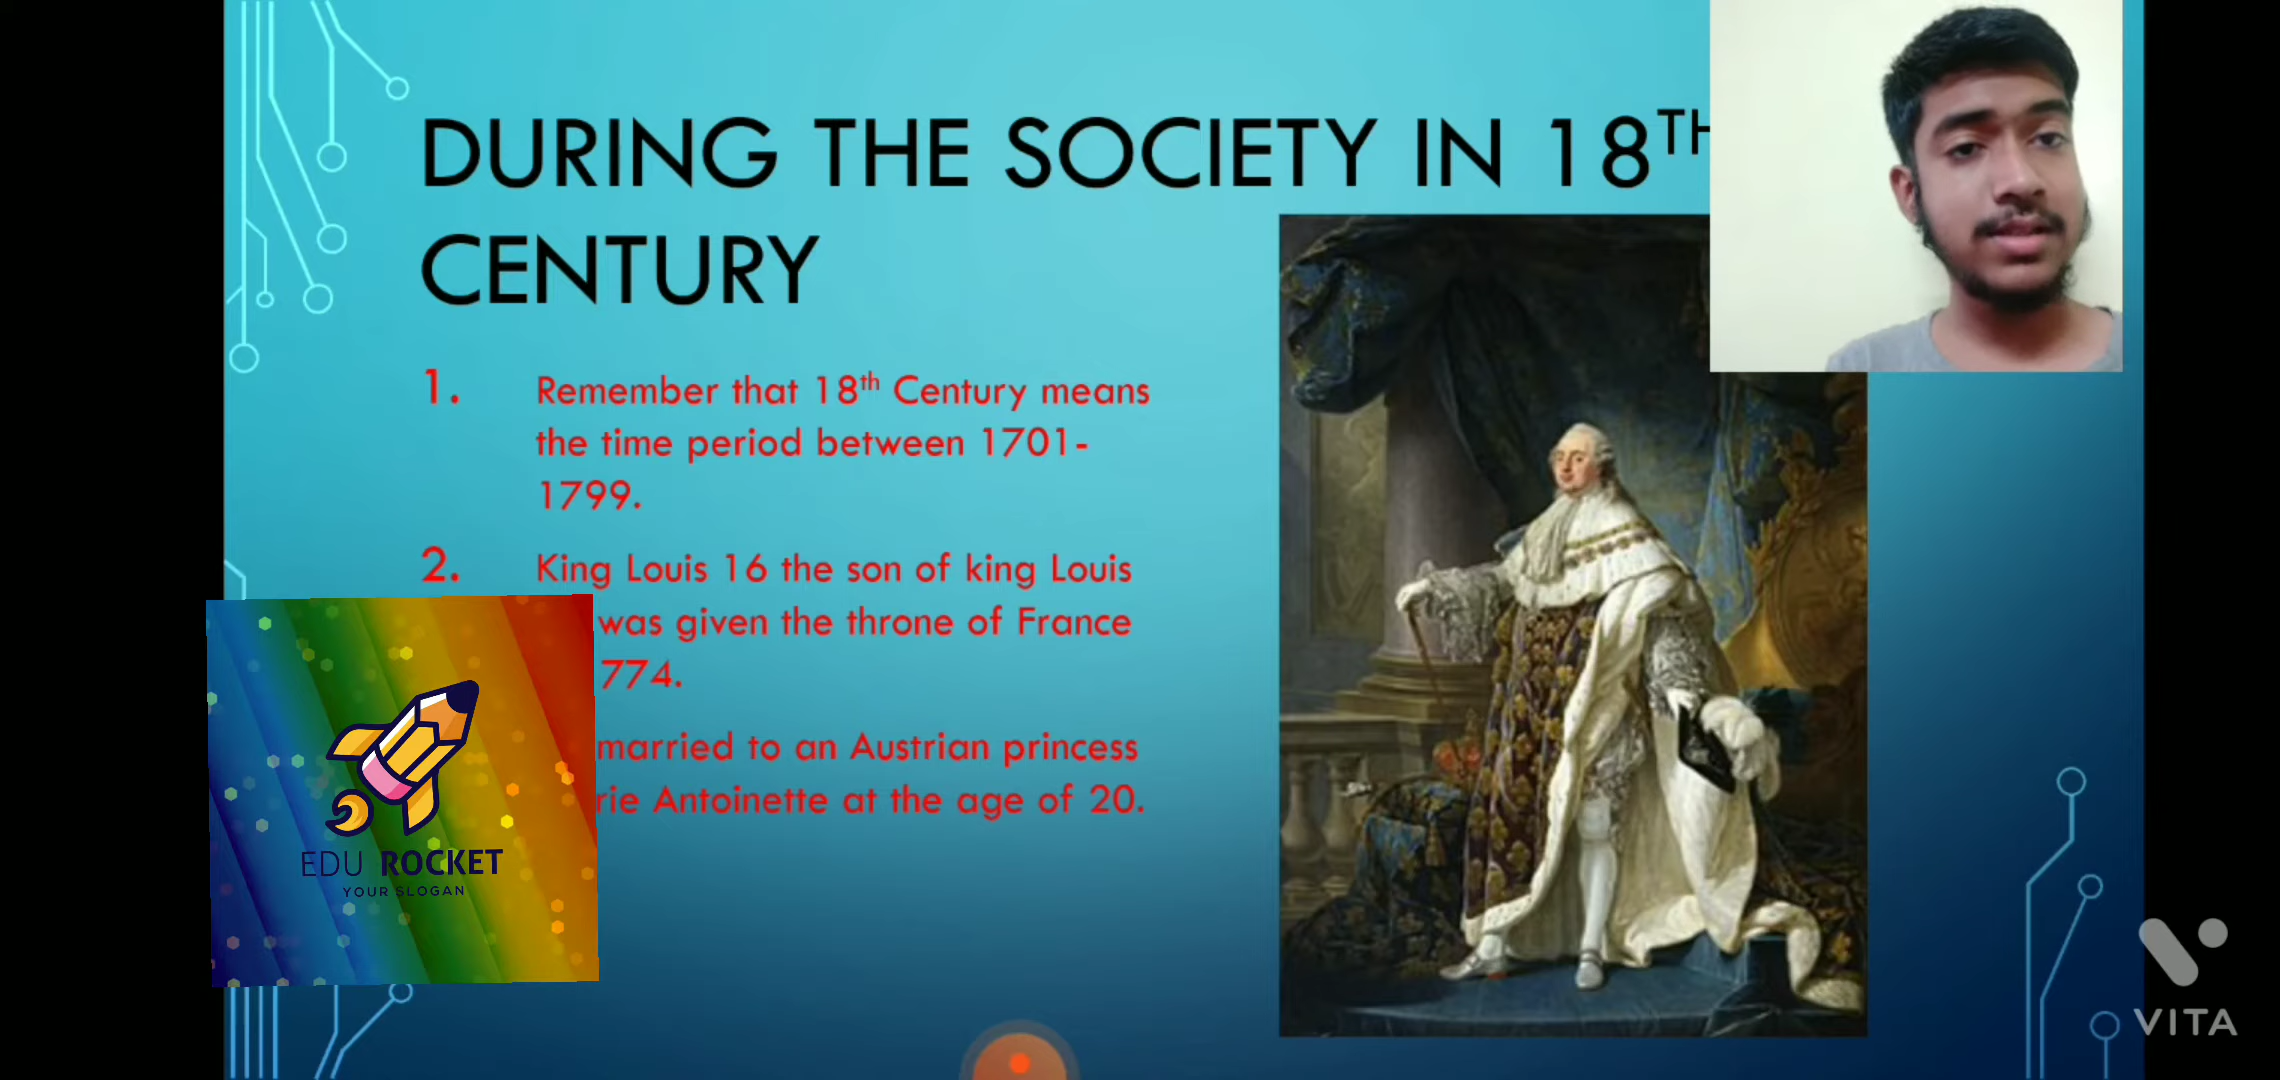 DURING THE SOCIETY IN 18TH
CENTURY
1. Remember that 18th Century means
the time period between 1701-
1799.
2. King Louis 16 the son of king Louis
was given the throne of France
774.
married to an Austrian princess
rie Antoinette at the age of 20.
EDU ROCKET
YOUR SLOGAN
VITA